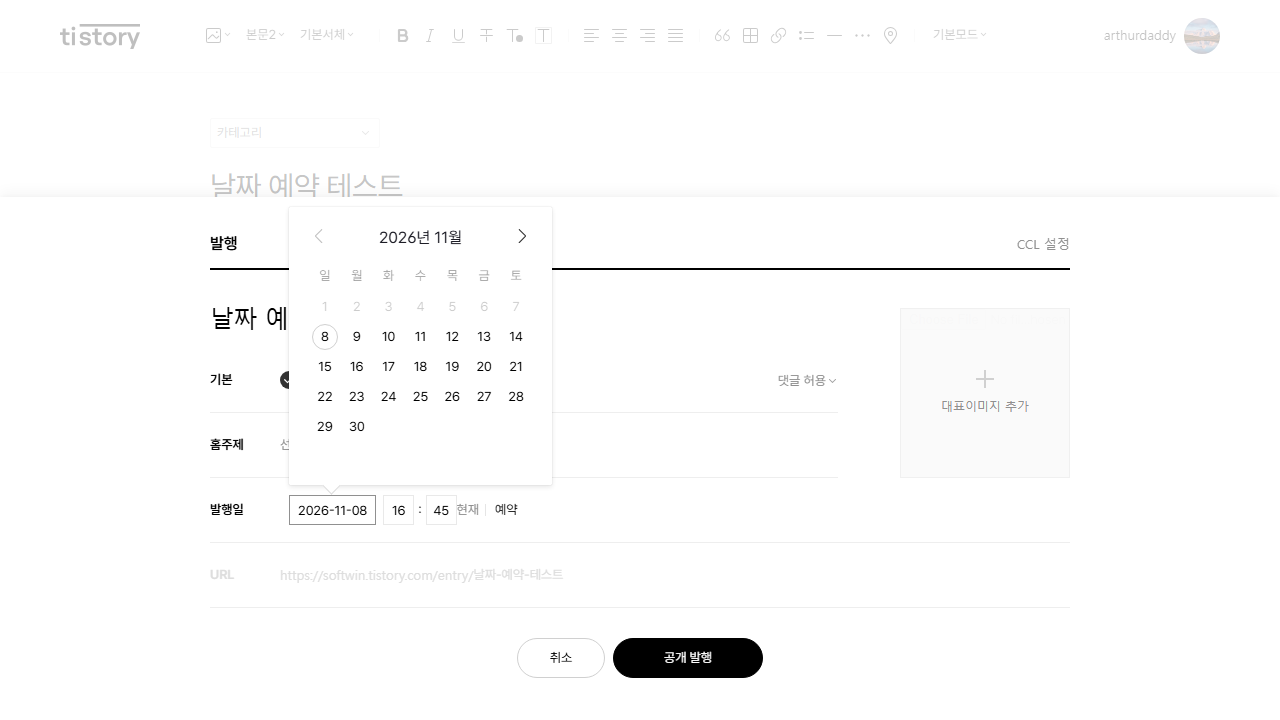 tistory 본문2 기본서체 B I U T T T 기본모드 arthurdaddy
카테고리
날짜 예약 테스트
발행 CCL 설정
2026년 11월
일 월 화 수 목 금 토
1 2 3 4 5 6 7
8 9 10 11 12 13 14
15 16 17 18 19 20 21
22 23 24 25 26 27 28
29 30
날짜 예
대표이미지 추가
기본 댓글 허용
홈주제
발행일 2026-11-08 16 : 45 현재 예약
URL https://softwin.tistory.com/entry/날짜-예약-테스트
취소 공개 발행